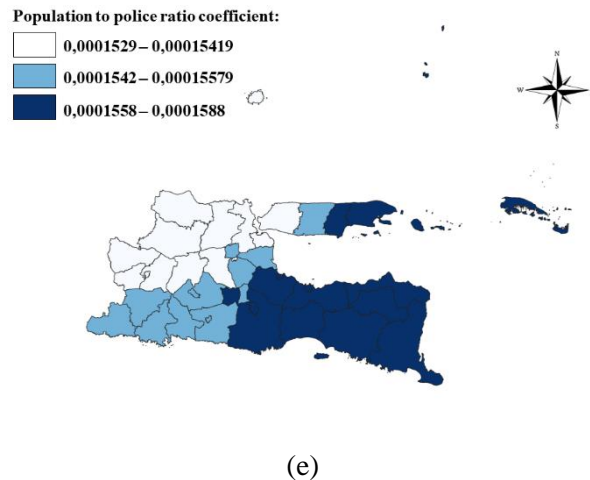 Population to police ratio coefficient:
0,0001529 – 0,00015419
0,0001542 – 0,00015579
0,0001558 – 0,0001588
N
W E
S
(e)